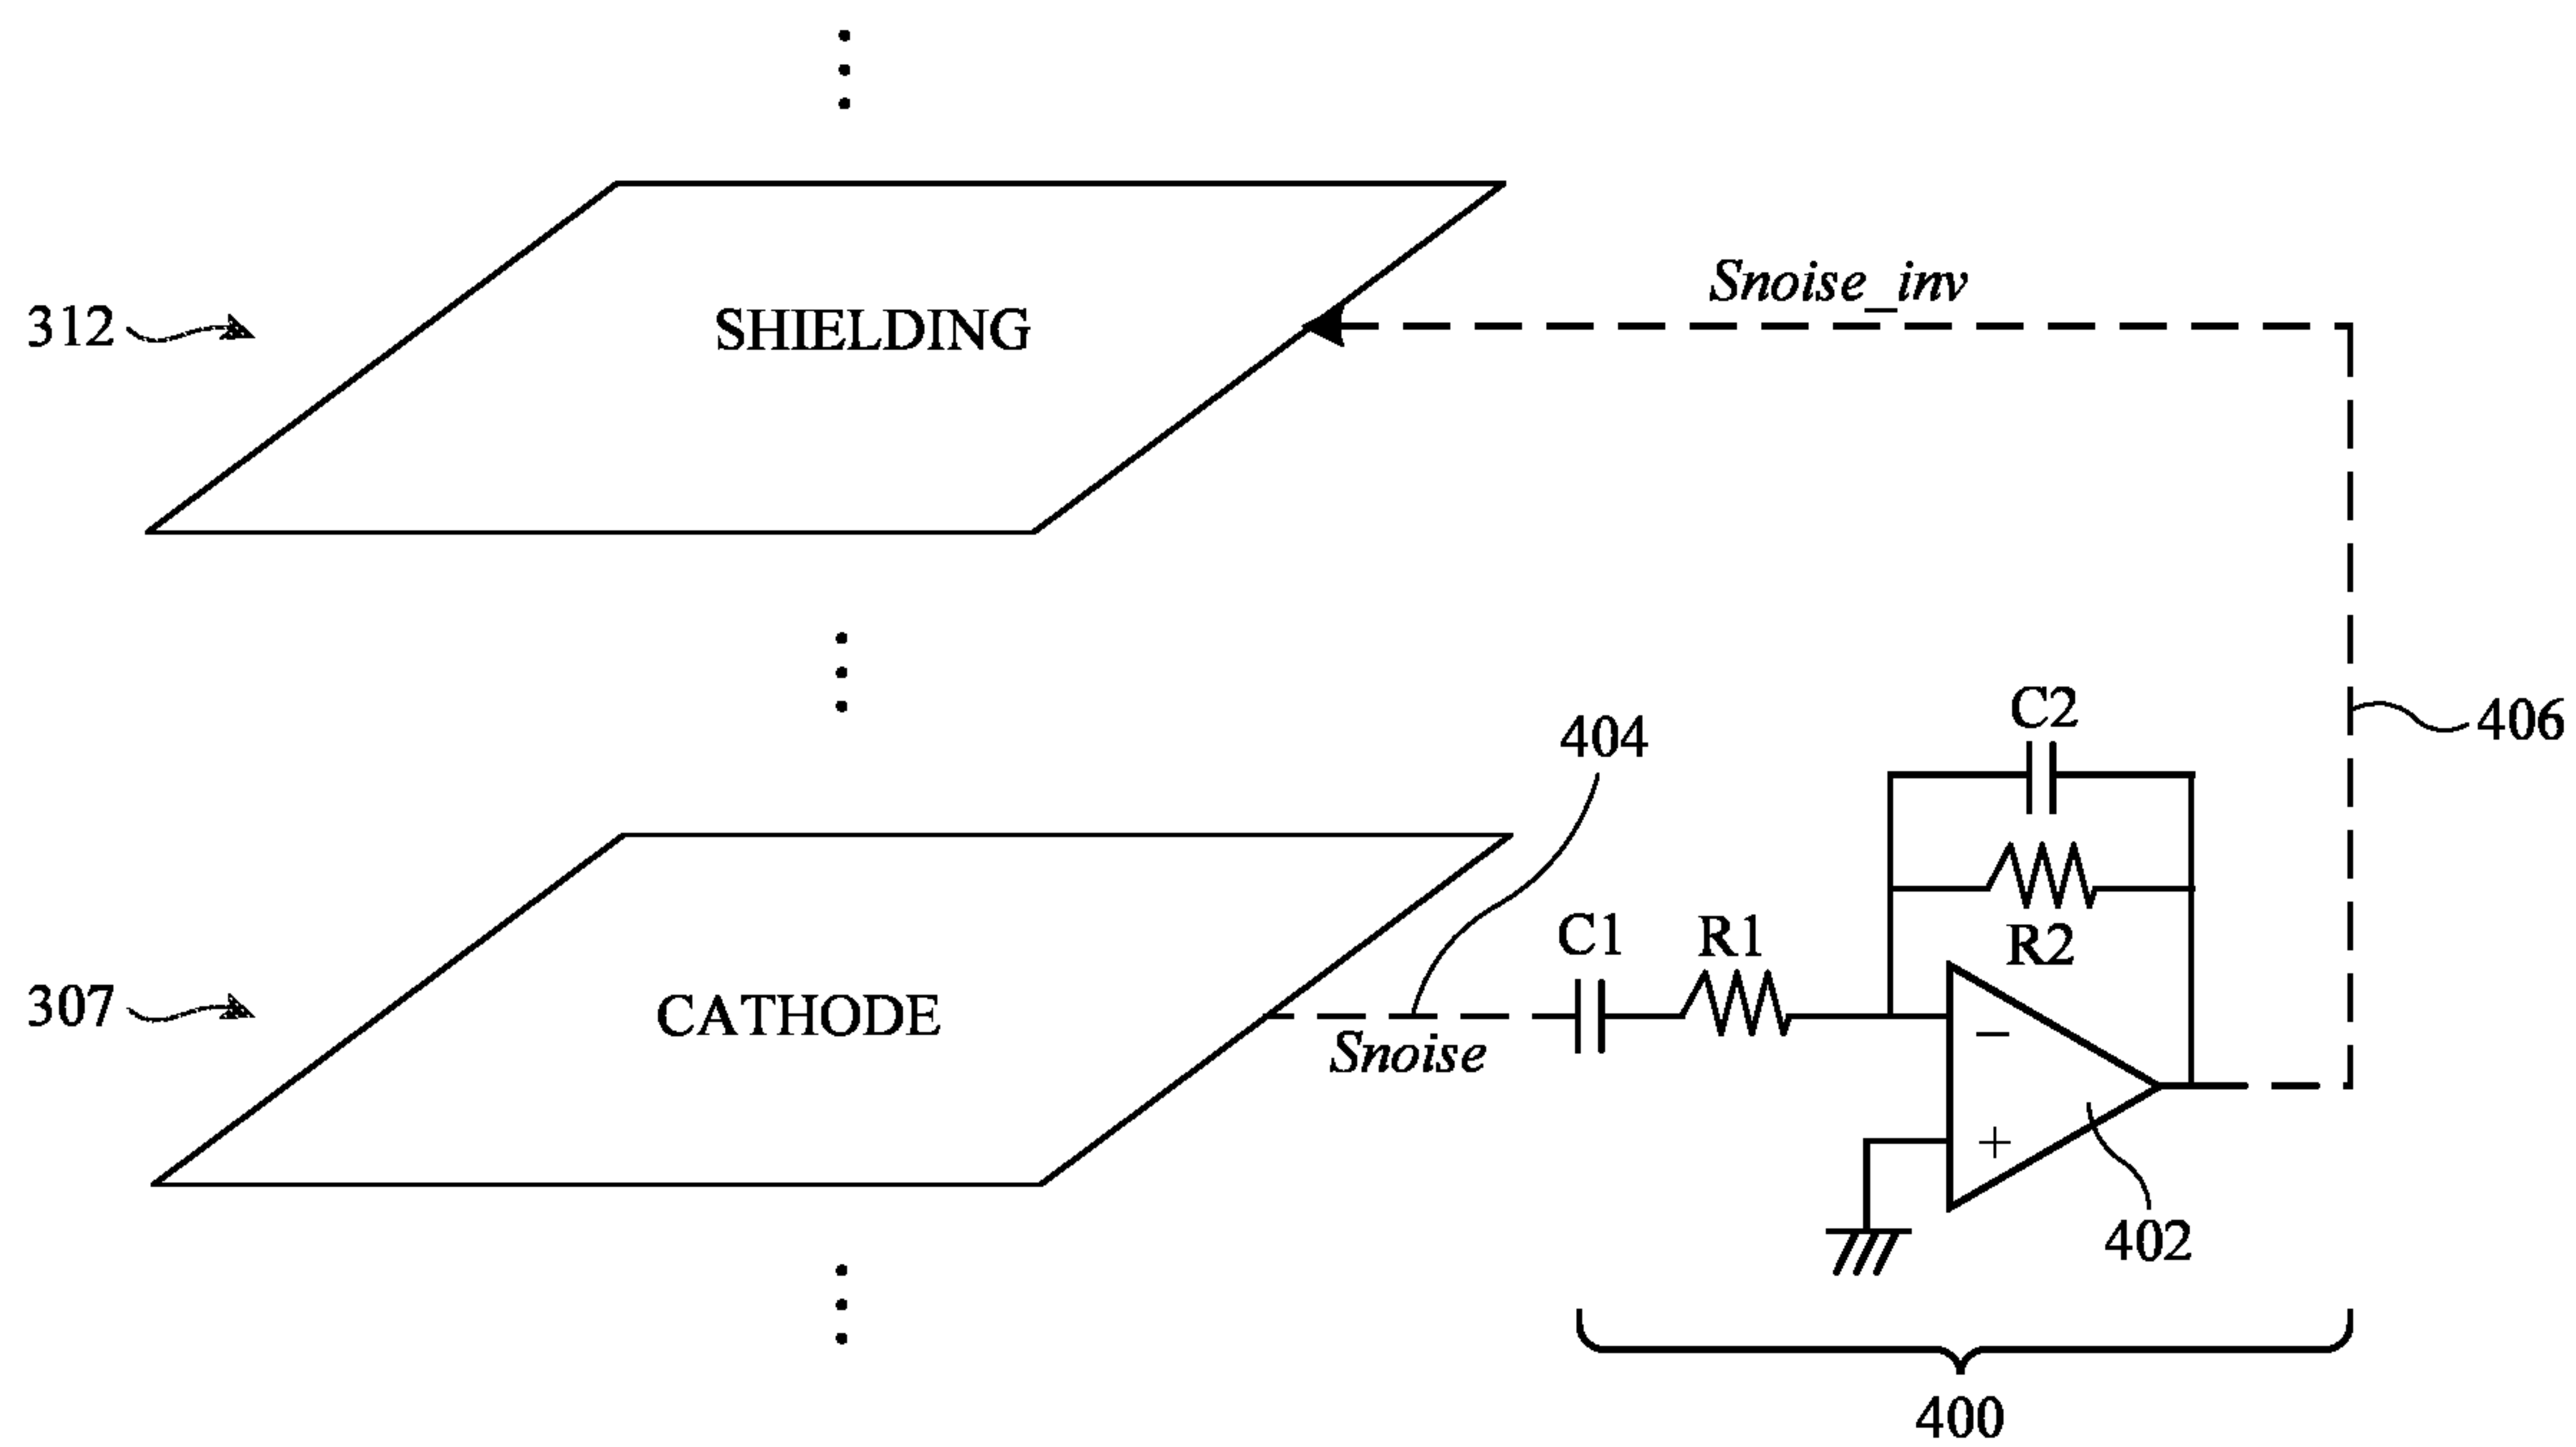 Snoise_inv
312
SHIELDING
C2
406
404
C1
R1
R2
307
CATHODE
Snoise
−
+
402
400